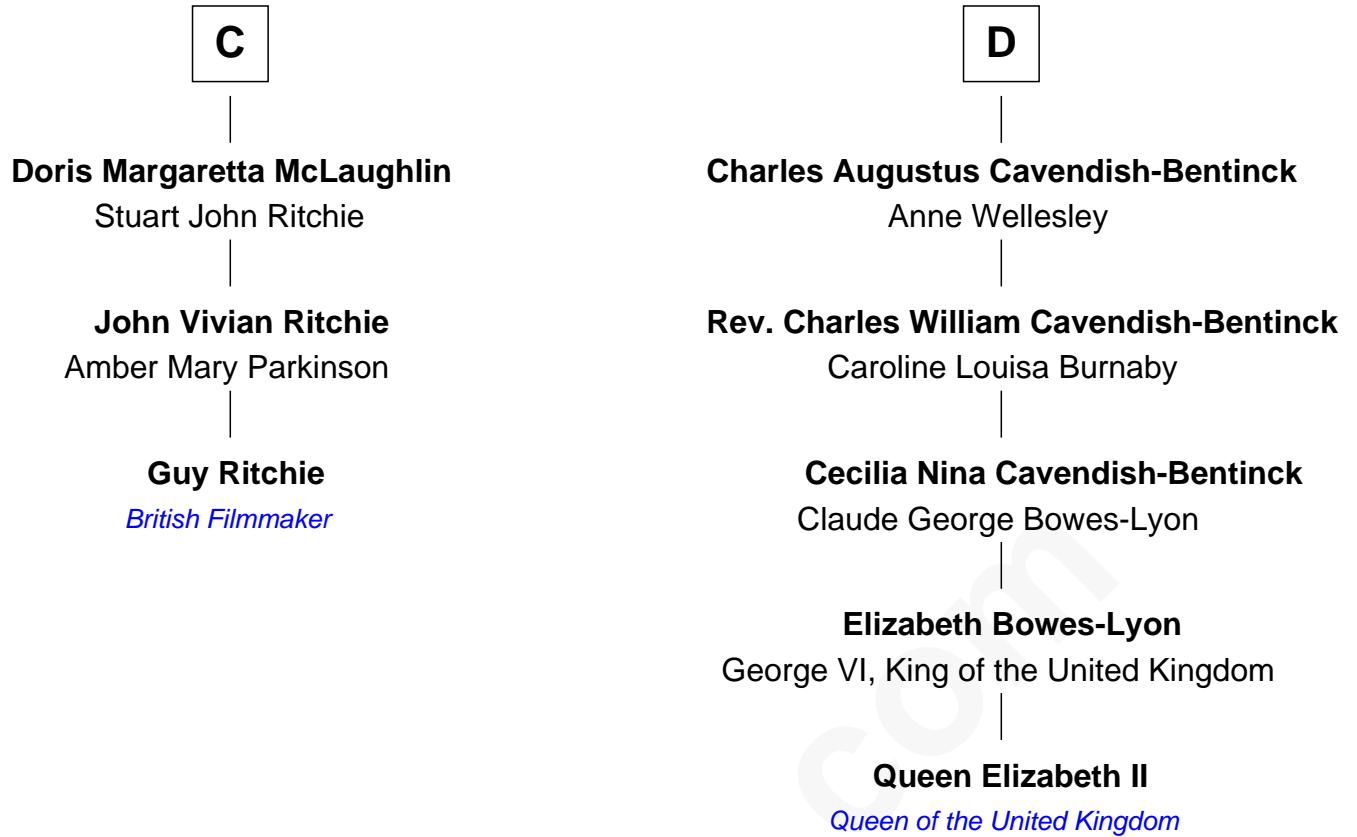 C
Doris Margaretta McLaughlin
Stuart John Ritchie
John Vivian Ritchie
Amber Mary Parkinson
Guy Ritchie
British Filmmaker
D
Charles Augustus Cavendish-Bentinck
Anne Wellesley
Rev. Charles William Cavendish-Bentinck
Caroline Louisa Burnaby
Cecilia Nina Cavendish-Bentinck
Claude George Bowes-Lyon
Elizabeth Bowes-Lyon
George VI, King of the United Kingdom
Queen Elizabeth II
Queen of the United Kingdom
com